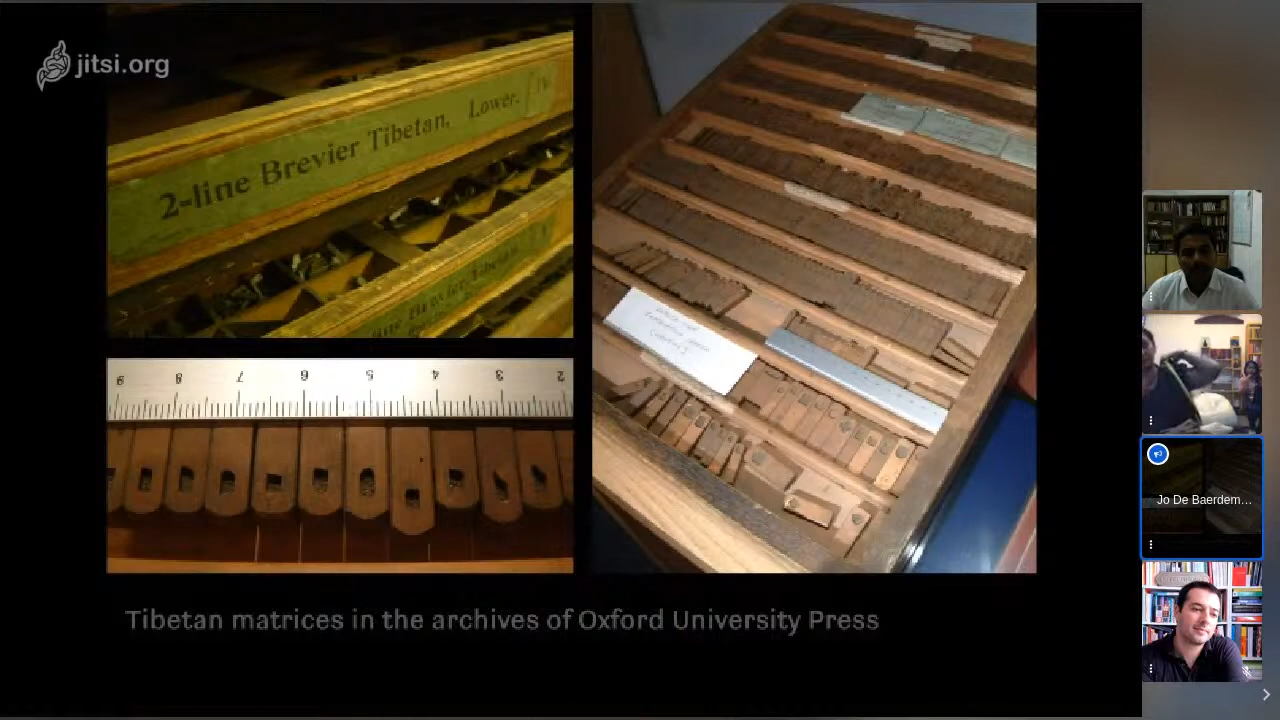 jitsi.org
2-line Brevier Tibetan, Lower.
9 8 7 6 5 4 3 2
Tibetan matrices in the archives of Oxford University Press
Jo De Baerdem...